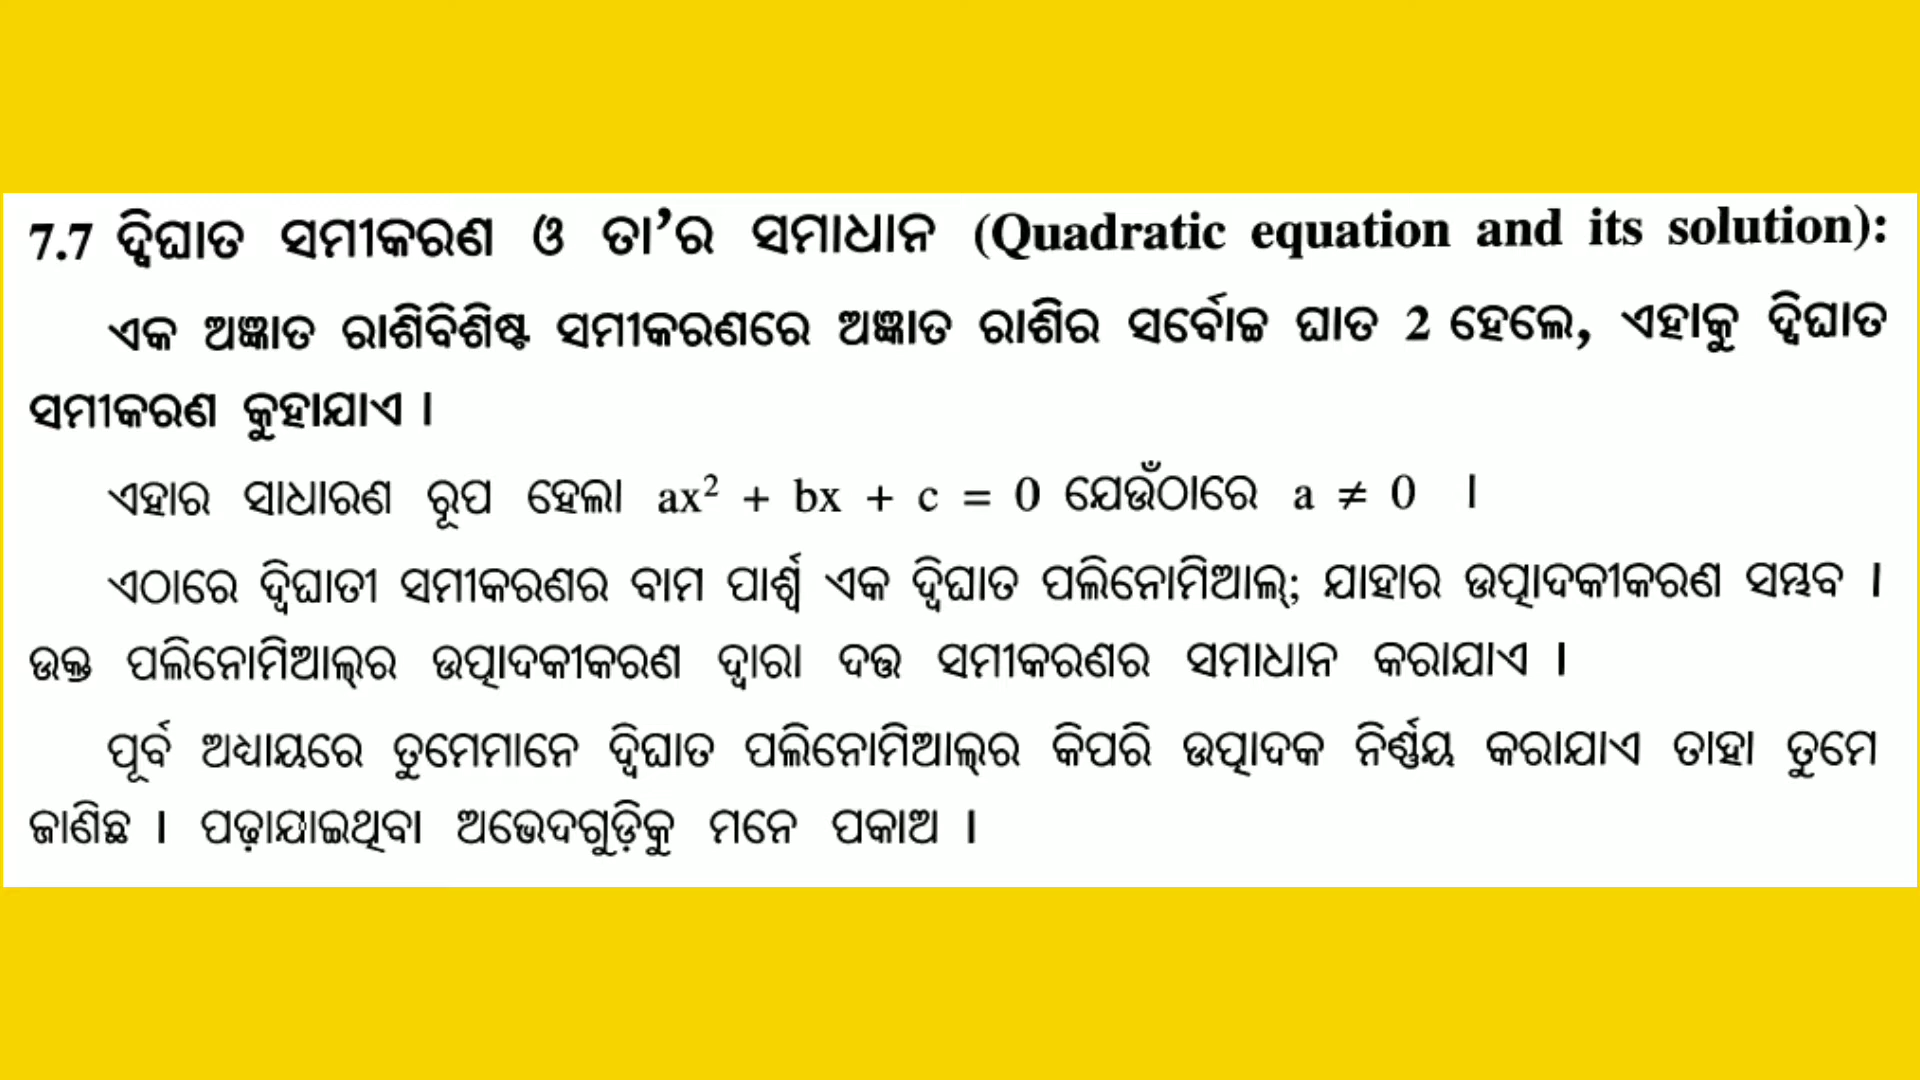 7.7 ଦ୍ଵିଘାତ ସମୀକରଣ ଓ ତା’ର ସମାଧାନ (Quadratic equation and its solution):
ଏକ ଅଜ୍ଞାତ ରାଶିବିଶିଷ୍ଟ ସମୀକରଣରେ ଅଜ୍ଞାତ ରାଶିର ସର୍ବୋଚ୍ଚ ଘାତ 2 ହେଲେ, ଏହାକୁ ଦ୍ଵିଘାତ
ସମୀକରଣ କୁହାଯାଏ ।
ଏହାର ସାଧାରଣ ରୂପ ହେଲା ax² + bx + c = 0 ଯେଉଁଠାରେ a ≠ 0 ।
ଏଠାରେ ଦ୍ଵିଘାତୀ ସମୀକରଣର ବାମ ପାର୍ଶ୍ଵ ଏକ ଦ୍ଵିଘାତ ପଲିନୋମିଆଲ୍; ଯାହାର ଉତ୍ପାଦକୀକରଣ ସମ୍ଭବ ।
ଉକ୍ତ ପଲିନୋମିଆଲ୍‌ର ଉତ୍ପାଦକୀକରଣ ଦ୍ଵାରା ଦତ୍ତ ସମୀକରଣର ସମାଧାନ କରାଯାଏ ।
ପୂର୍ବ ଅଧ୍ୟାୟରେ ତୁମେମାନେ ଦ୍ଵିଘାତ ପଲିନୋମିଆଲ୍‌ର କିପରି ଉତ୍ପାଦକ ନିର୍ଣ୍ଣୟ କରାଯାଏ ତାହା ତୁମେ
ଜାଣିଛ । ପଢ଼ାଯାଇଥିବା ଅଭେଦଗୁଡ଼ିକୁ ମନେ ପକାଅ ।